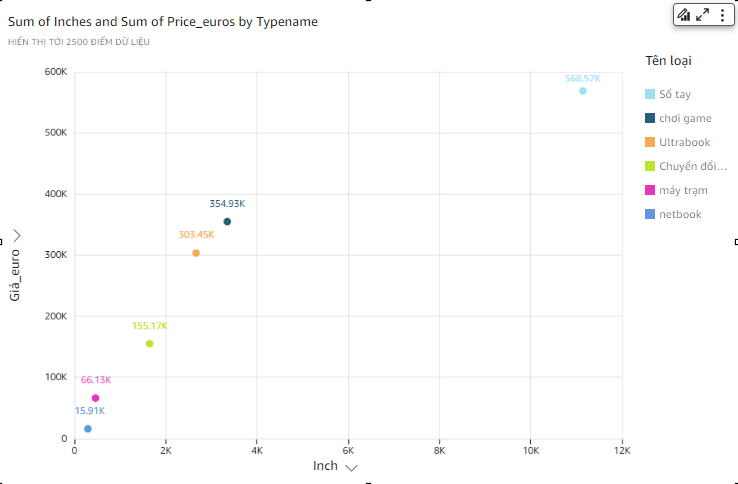 Sum of Inches and Sum of Price_euros by Typename
HIỂN THỊ TỚI 2500 ĐIỂM DỮ LIỆU
Tên loại
Sổ tay
chơi game
Ultrabook
Chuyển đổi...
máy trạm
netbook
600K
500K
400K
300K
200K
100K
0
568.57K
354.93K
303.45K
155.17K
66.13K
15.91K
Giá_euro
0
2K
4K
6K
8K
10K
12K
Inch